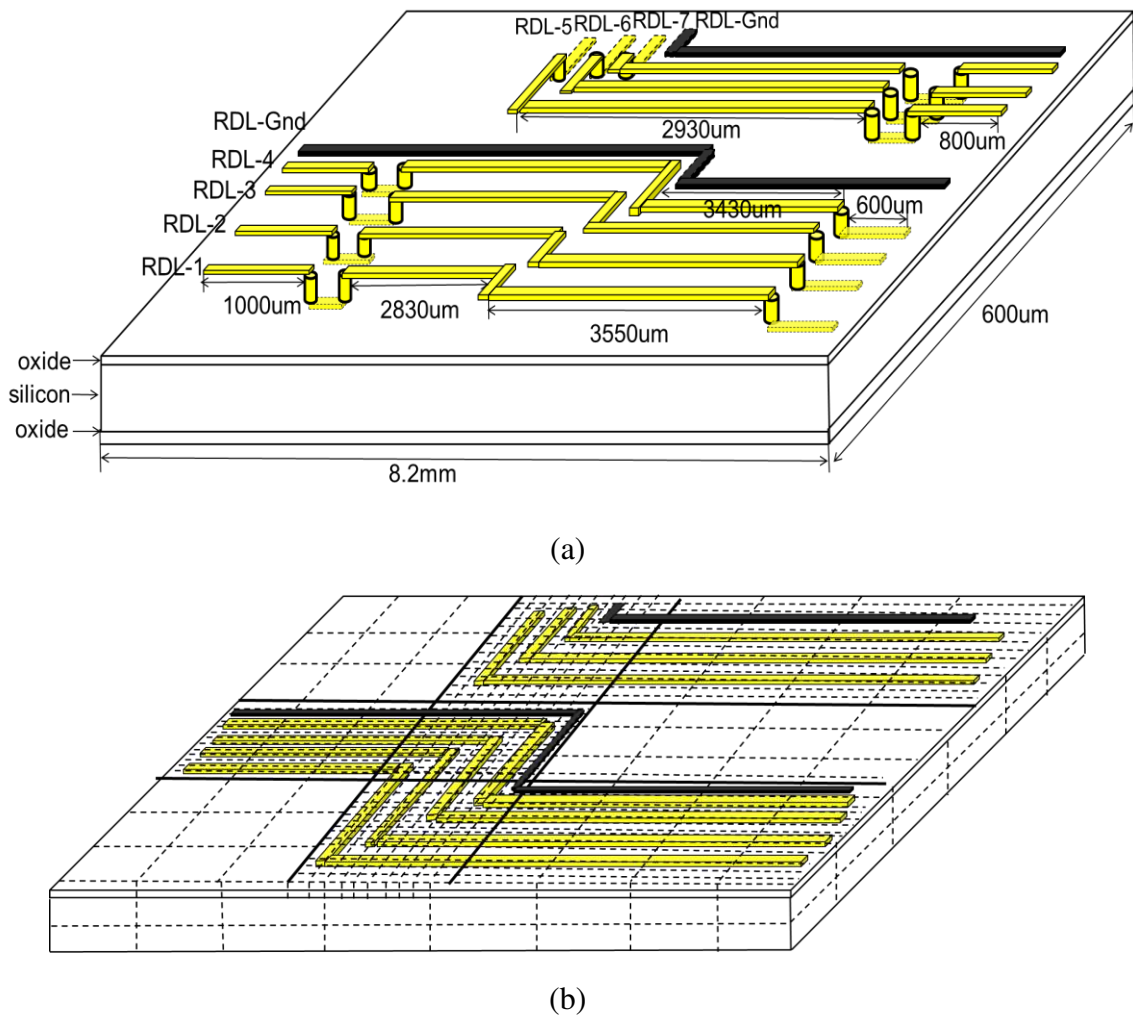 RDL-5 RDL-6 RDL-7 RDL-Gnd
RDL-Gnd
RDL-4
RDL-3
RDL-2
RDL-1
2930um
800um
3430um
600um
1000um
2830um
3550um
600um
oxide
silicon
oxide
8.2mm
(a)
(b)